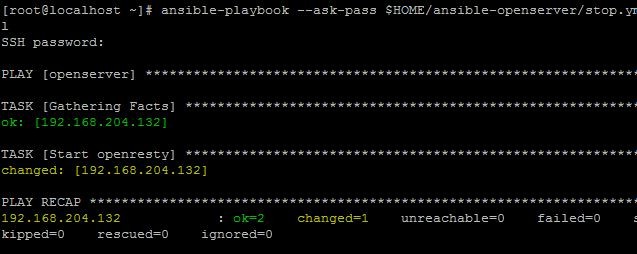 [root@localhost ~]# ansible-playbook --ask-pass $HOME/ansible-openserver/stop.ym
l
SSH password:
PLAY [openserver] **************************************************************
TASK [Gathering Facts] *********************************************************
ok: [192.168.204.132]
TASK [Start openresty] *********************************************************
changed: [192.168.204.132]
PLAY RECAP *********************************************************************
192.168.204.132 : ok=2 changed=1 unreachable=0 failed=0 s
kipped=0 rescued=0 ignored=0